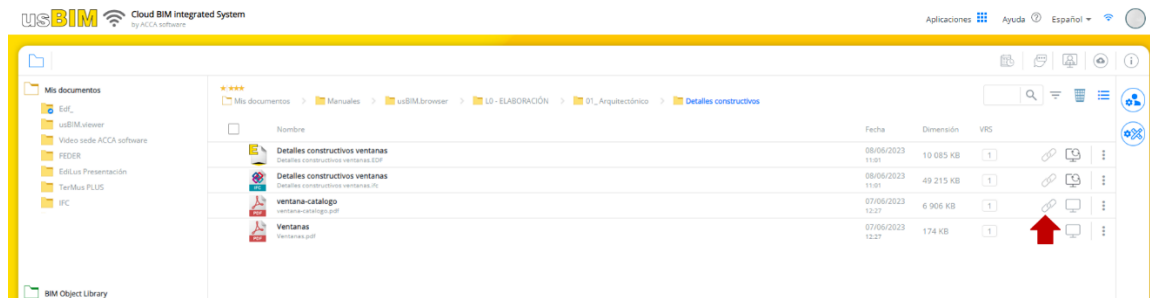 usBIM Cloud BIM integrated System
by ACCA software
Aplicaciones Ayuda Español
Mis documentos
Edf_
usBIM.viewer
Video sede ACCA software
FEDER
EdiLus Presentación
TerMus PLUS
IFC
BIM Object Library
Mis documentos > Manuales > usBIM.browser > L0 - ELABORACIÓN > 01_ Arquitectónico > Detalles constructivos
Nombre Fecha Dimensión VRS
Detalles constructivos ventanas 08/06/2023 10 085 KB 1
Detalles constructivos ventanas.EDF 11:01
Detalles constructivos ventanas 08/06/2023 49 215 KB 1
IFC Detalles constructivos ventanas.ifc 11:01
ventana-catalogo 07/06/2023 6 906 KB 1
PDF ventana-catalogo.pdf 12:27
Ventanas 07/06/2023 174 KB 1
PDF Ventanas.pdf 12:27